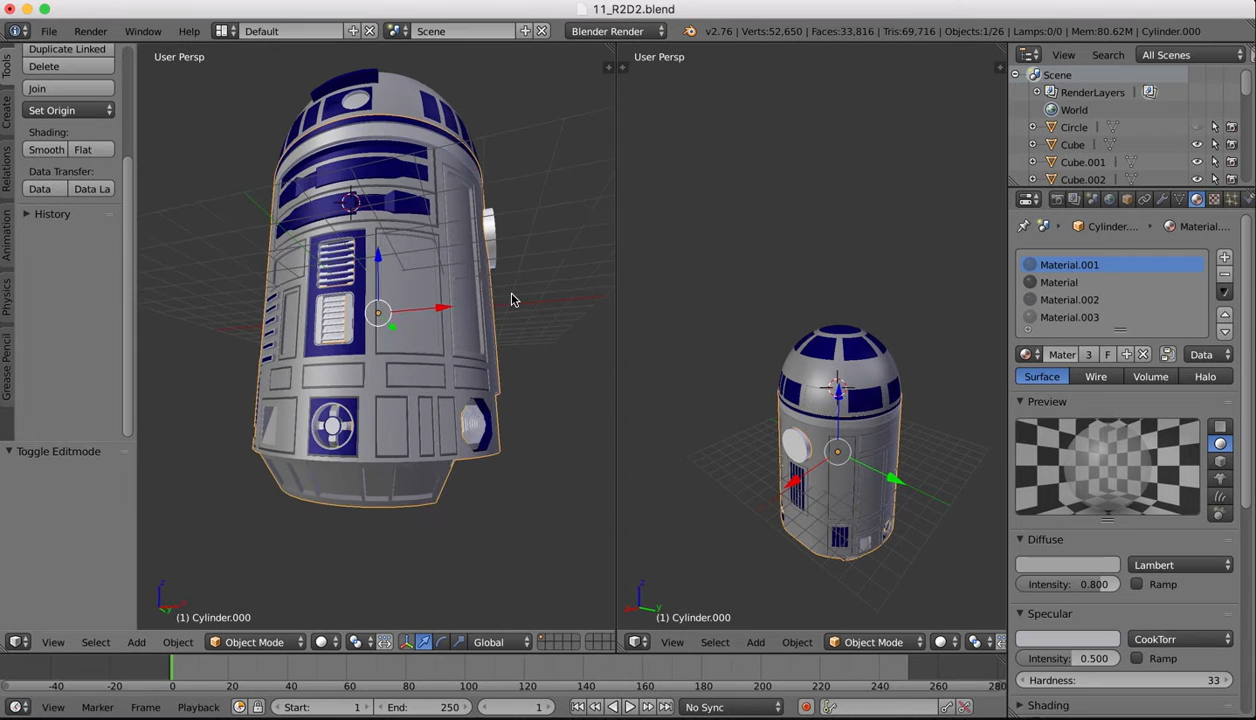 11_R2D2.blend
File Render Window Help Default Scene Blender Render v2.76 | Verts:52,650 | Faces:33,816 | Tris:69,716 | Objects:1/26 | Lamps:0/0 | Mem:80.62M | Cylinder.000
Duplicate Linked
Delete
Join
Set Origin
Shading:
Smooth Flat
Data Transfer:
Data Data La
History
Toggle Editmode
Tools
Create
Relations
Animation
Physics
Grease Pencil
User Persp
(1) Cylinder.000
View Select Add Object Object Mode Global
User Persp
(1) Cylinder.000
View Select Add Object Object Mode
View Search All Scenes
Scene
RenderLayers
World
Circle
Cube
Cube.001
Cube.002
Cylinder.... Material....
Material.001
Material
Material.002
Material.003
Mater 3 F Data
Surface Wire Volume Halo
Preview
Diffuse
Lambert
Intensity: 0.800 Ramp
Specular
CookTorr
Intensity: 0.500 Ramp
Hardness: 33
Shading
-40 -20 0 20 40 60 80 100 120 140 160 180 200 220 240 260 280
View Marker Frame Playback Start: 1 End: 250 1 No Sync